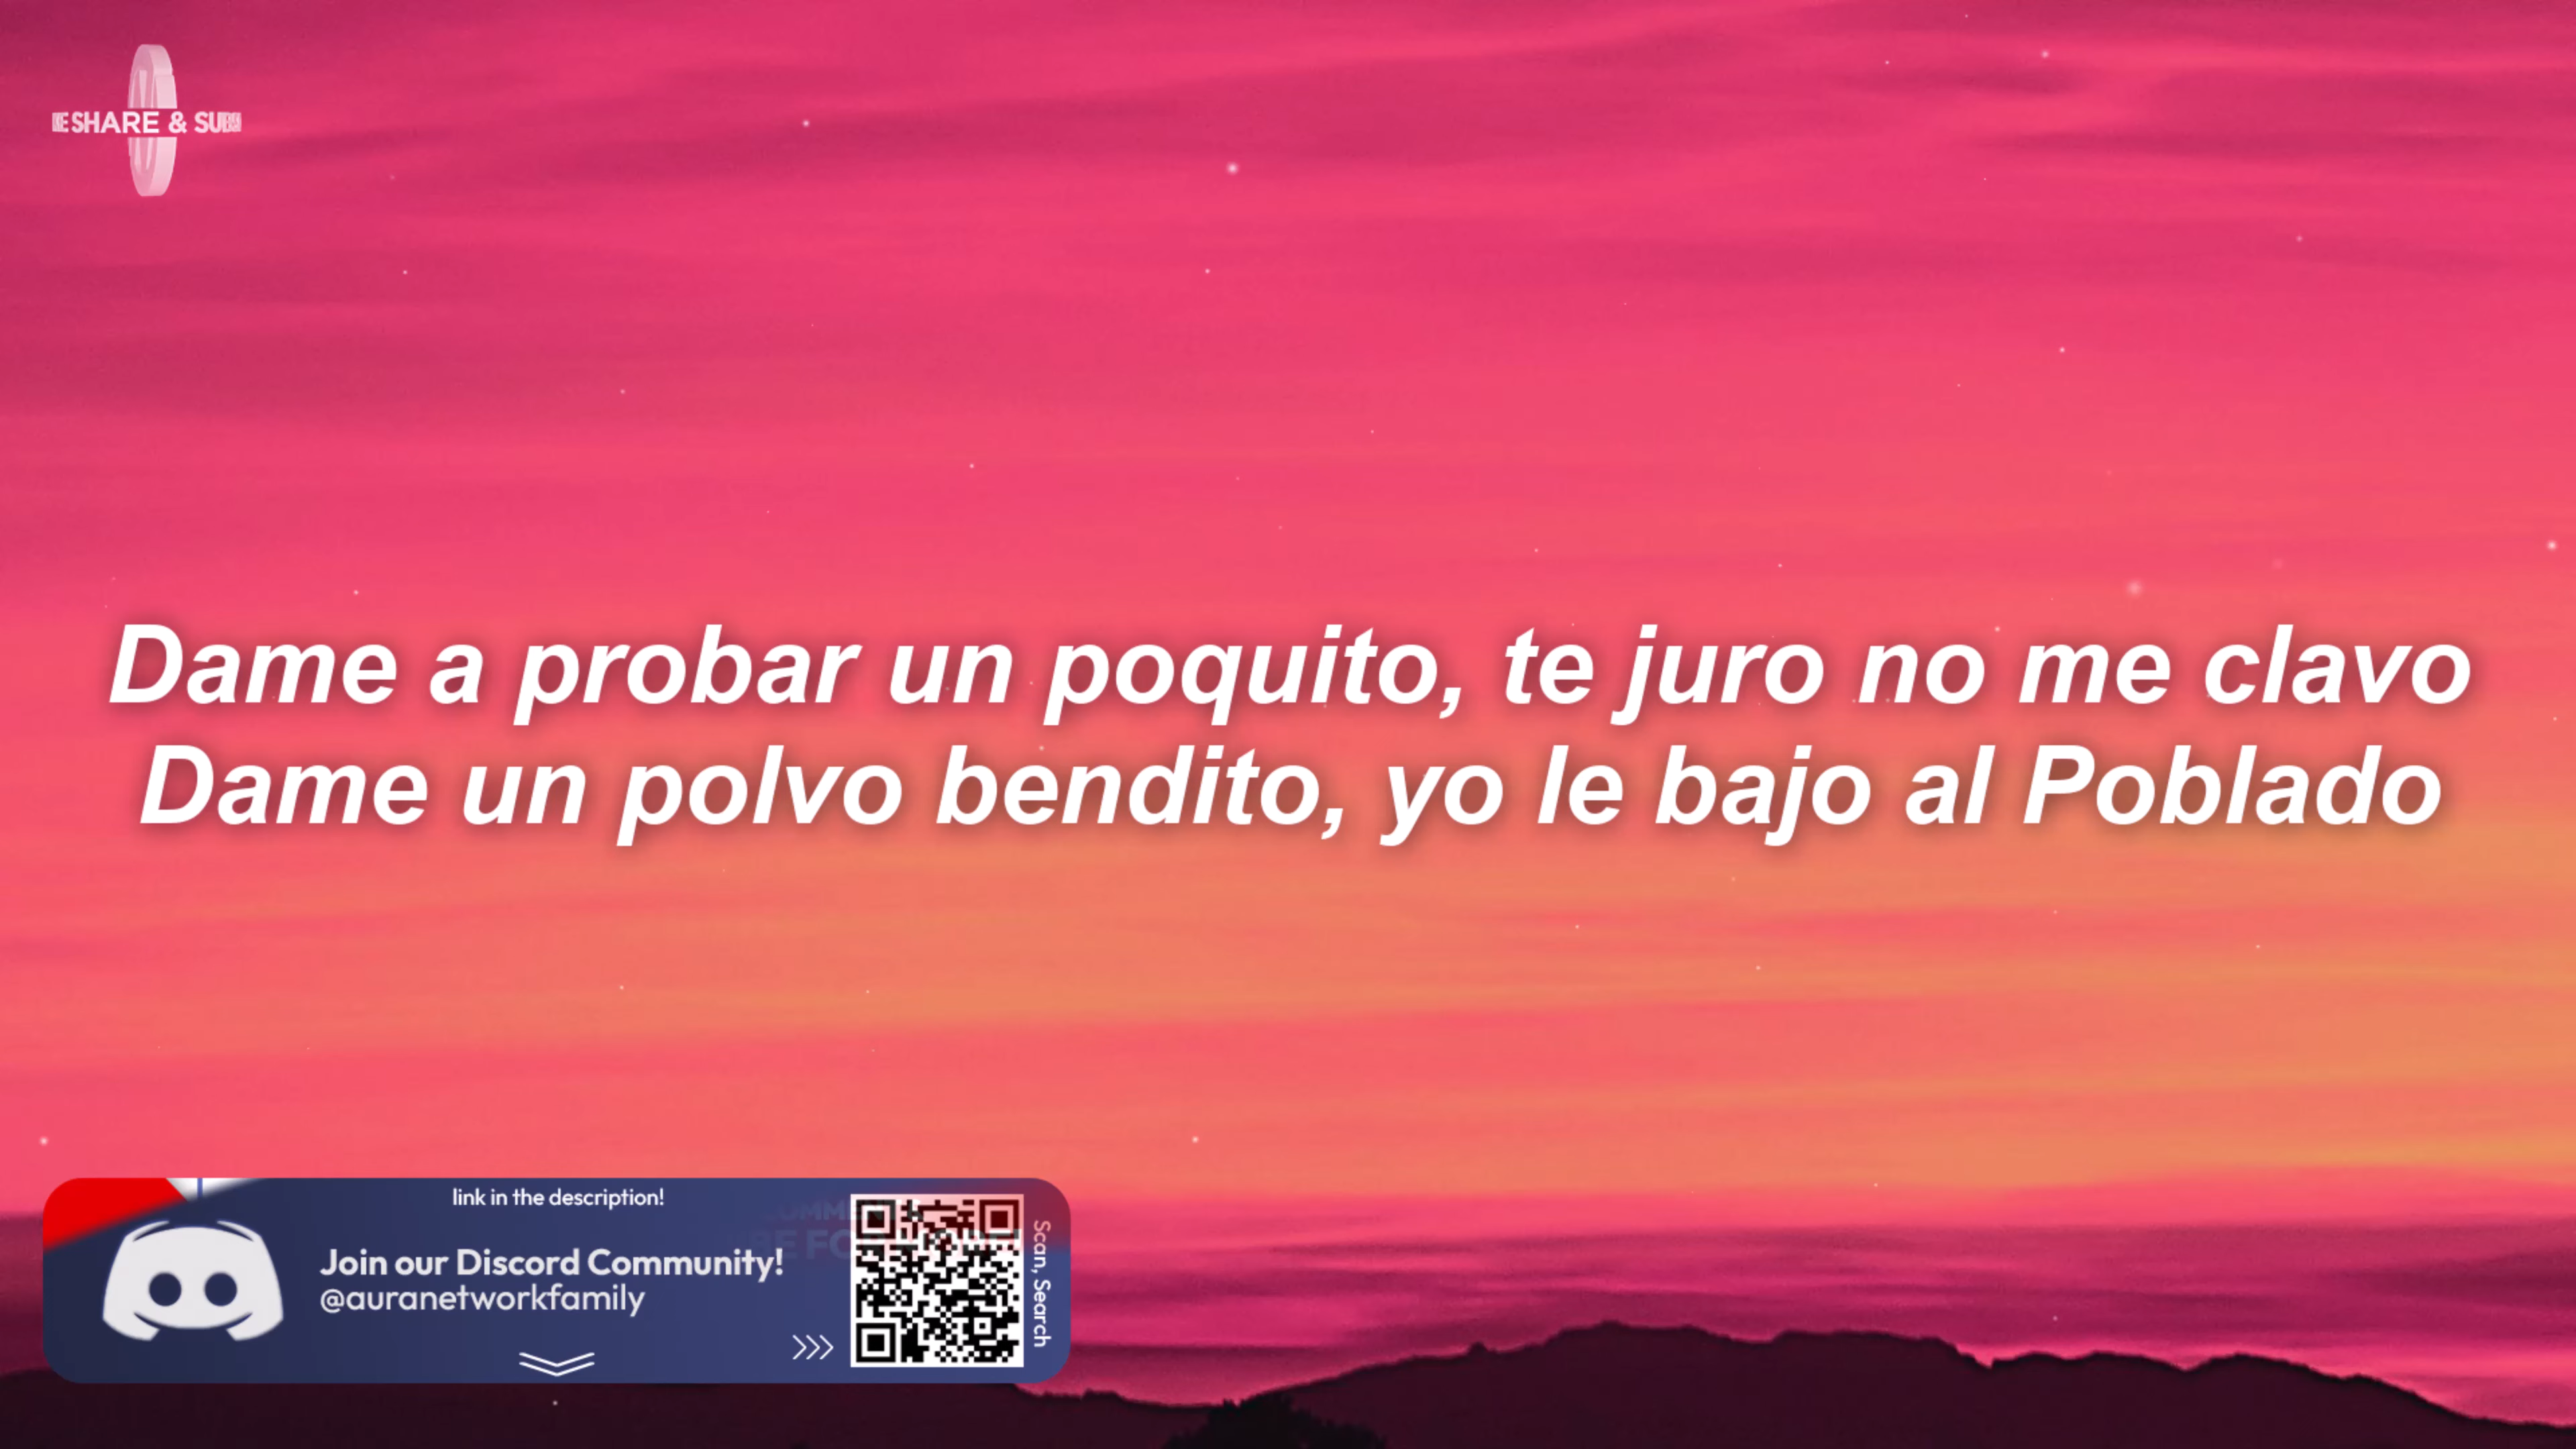 SHARE &
Dame a probar un poquito, te juro no me clavo
Dame un polvo bendito, yo le bajo al Poblado
link in the description!
Join our Discord Community!
@auranetworkfamily
Scan, Search